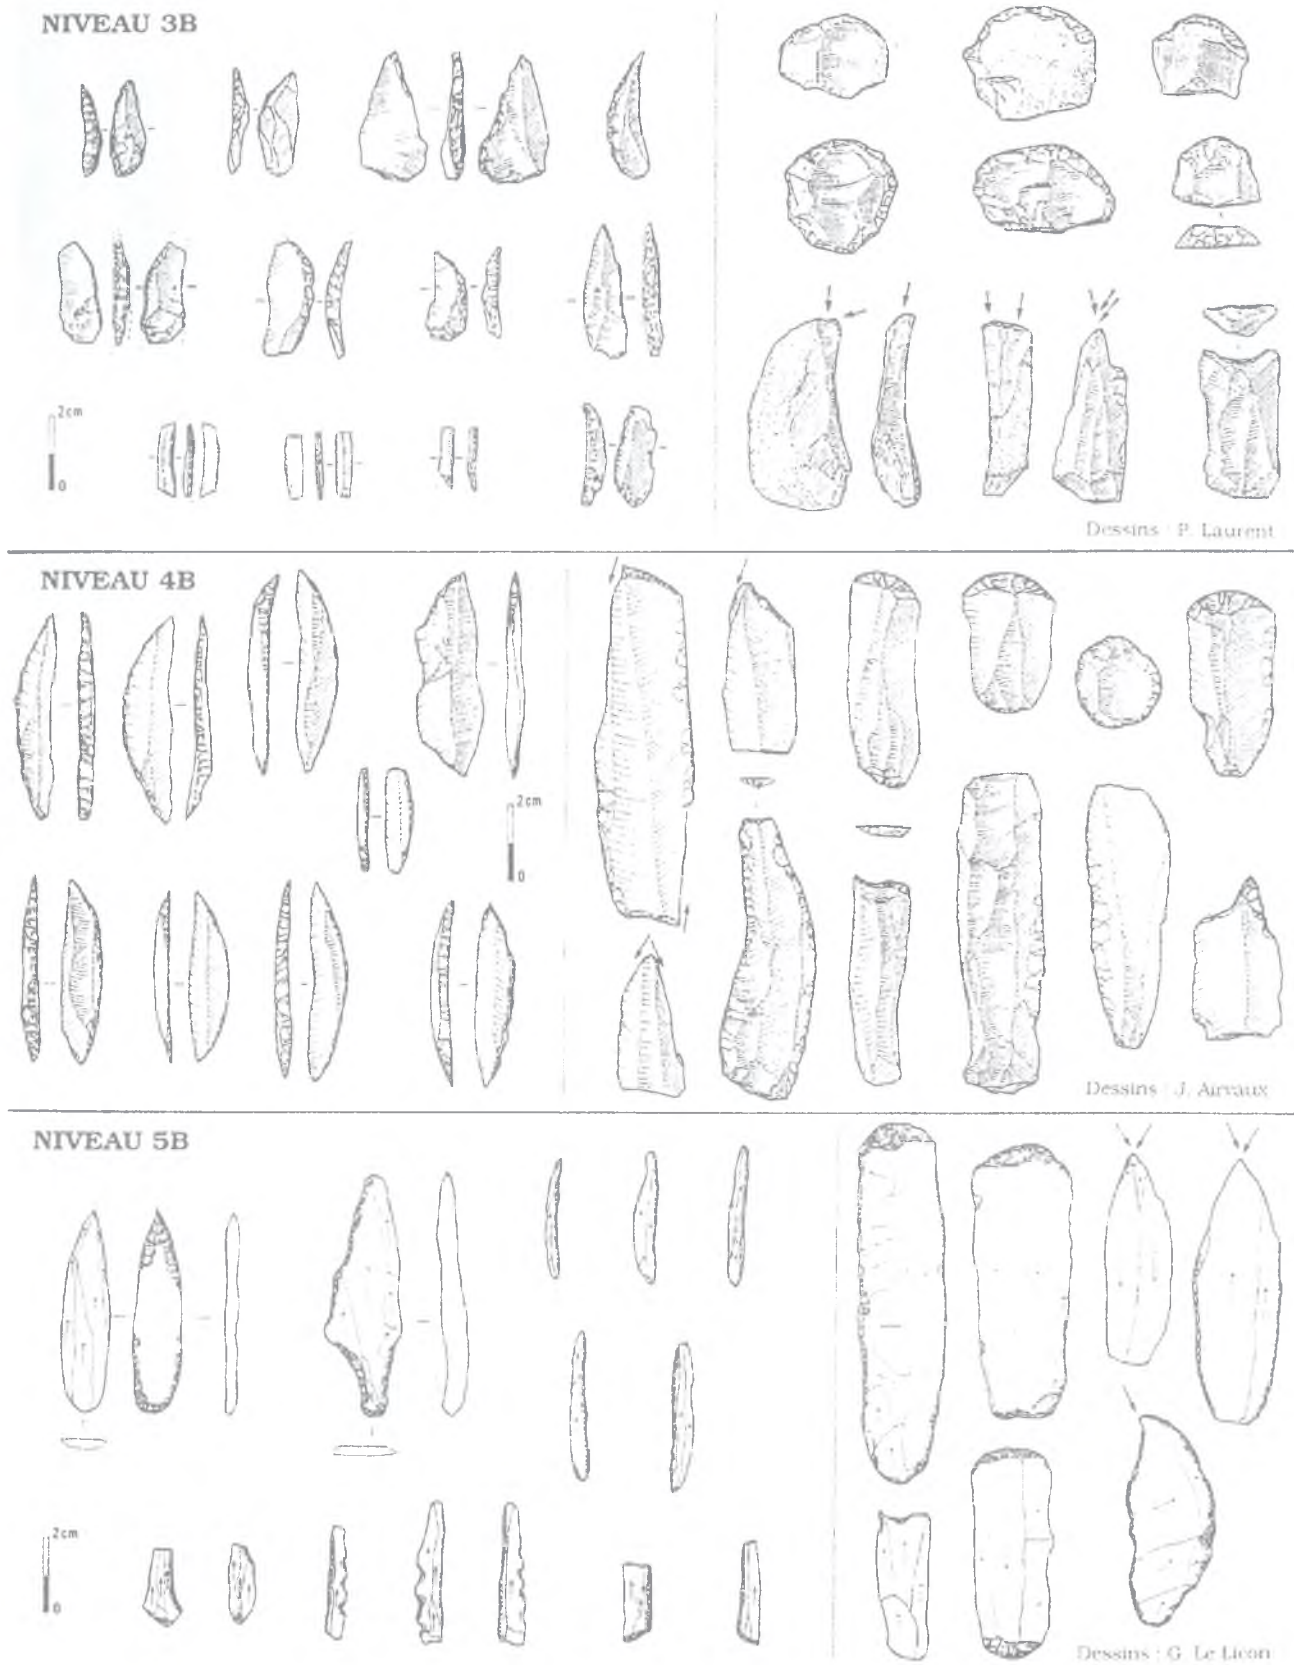 NIVEAU 3B
2cm
0
Dessins : P. Laurent
NIVEAU 4B
2cm
0
Dessins : J. Airvaux
NIVEAU 5B
2cm
0
Dessins : G. Le Licon